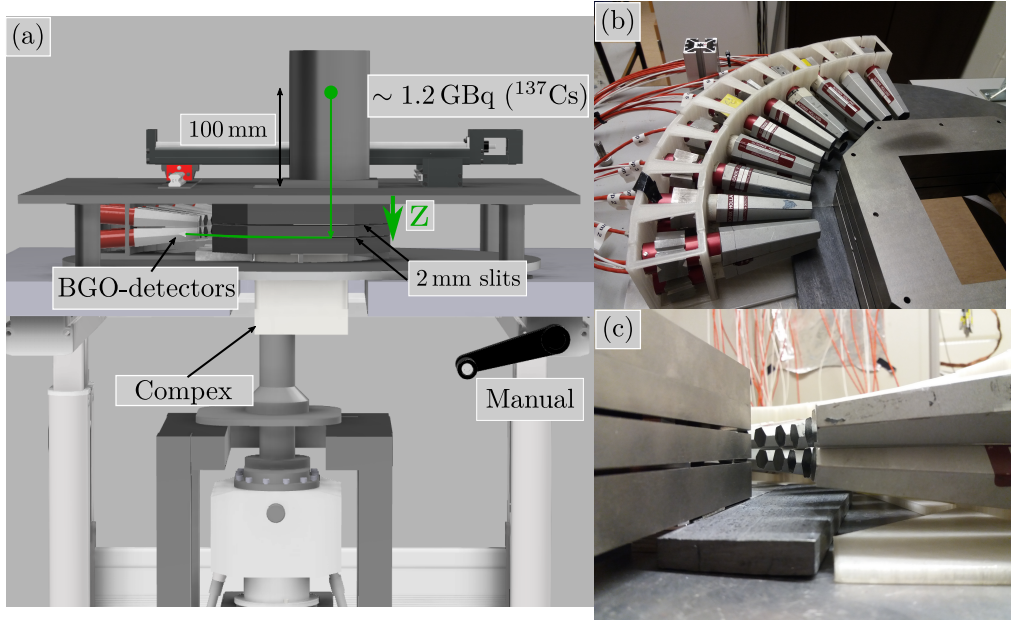 (a)
~ 1.2 GBq (¹³⁷Cs)
100 mm
Z
BGO-detectors
2 mm slits
Compex
Manual
(b)
(c)